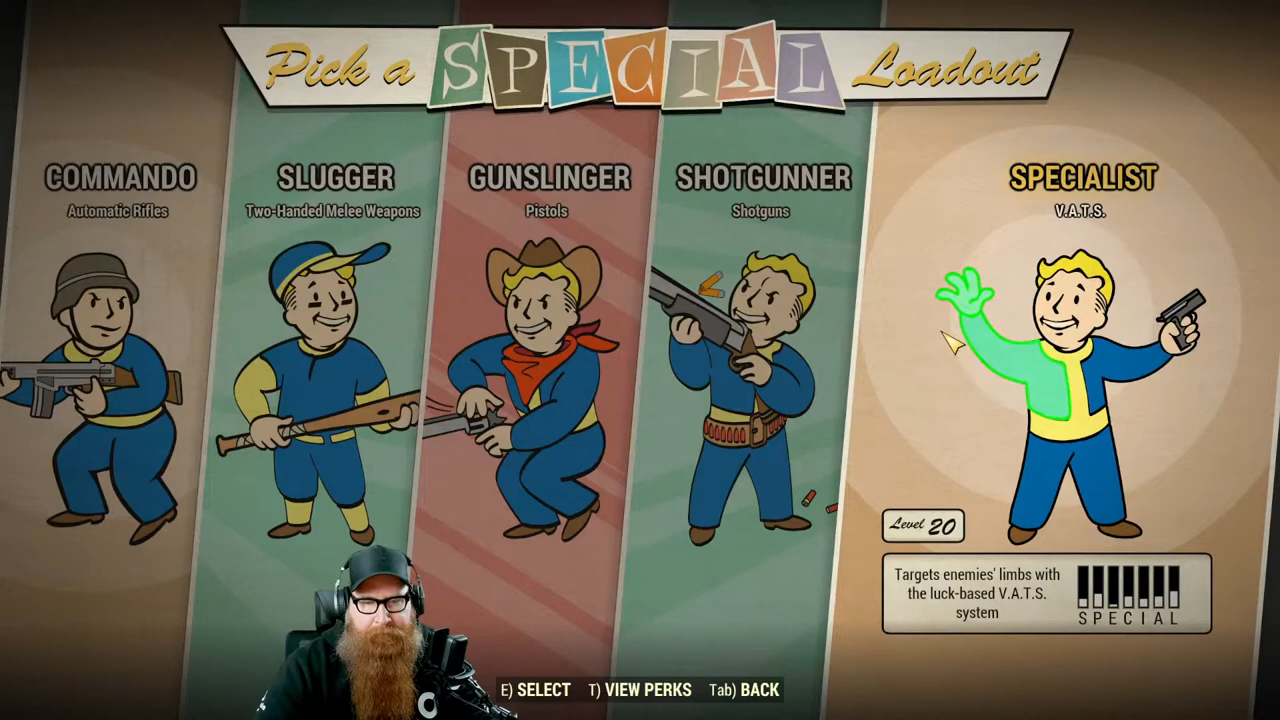 Pick a SPECIAL Loadout
COMMANDO
Automatic Rifles
SLUGGER
Two-Handed Melee Weapons
GUNSLINGER
Pistols
SHOTGUNNER
Shotguns
SPECIALIST
V.A.T.S.
Level 20
Targets enemies' limbs with
the luck-based V.A.T.S.
system
SPECIAL
E) SELECT T) VIEW PERKS Tab) BACK